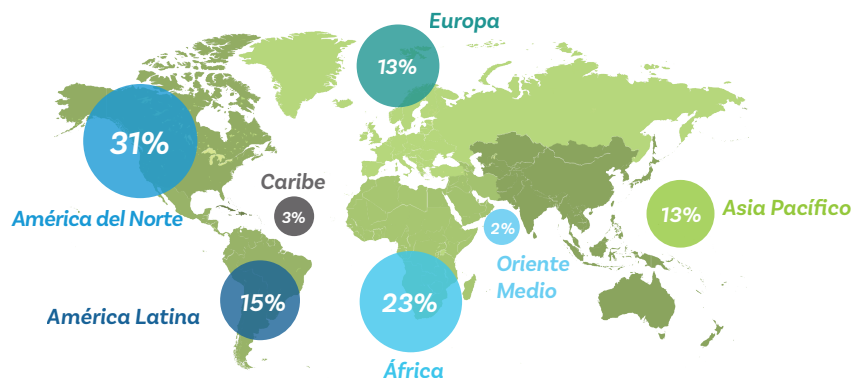 Europa
13%
31%
América del Norte
Caribe
3%
13%
Asia Pacífico
2%
Oriente
Medio
15%
América Latina
23%
África